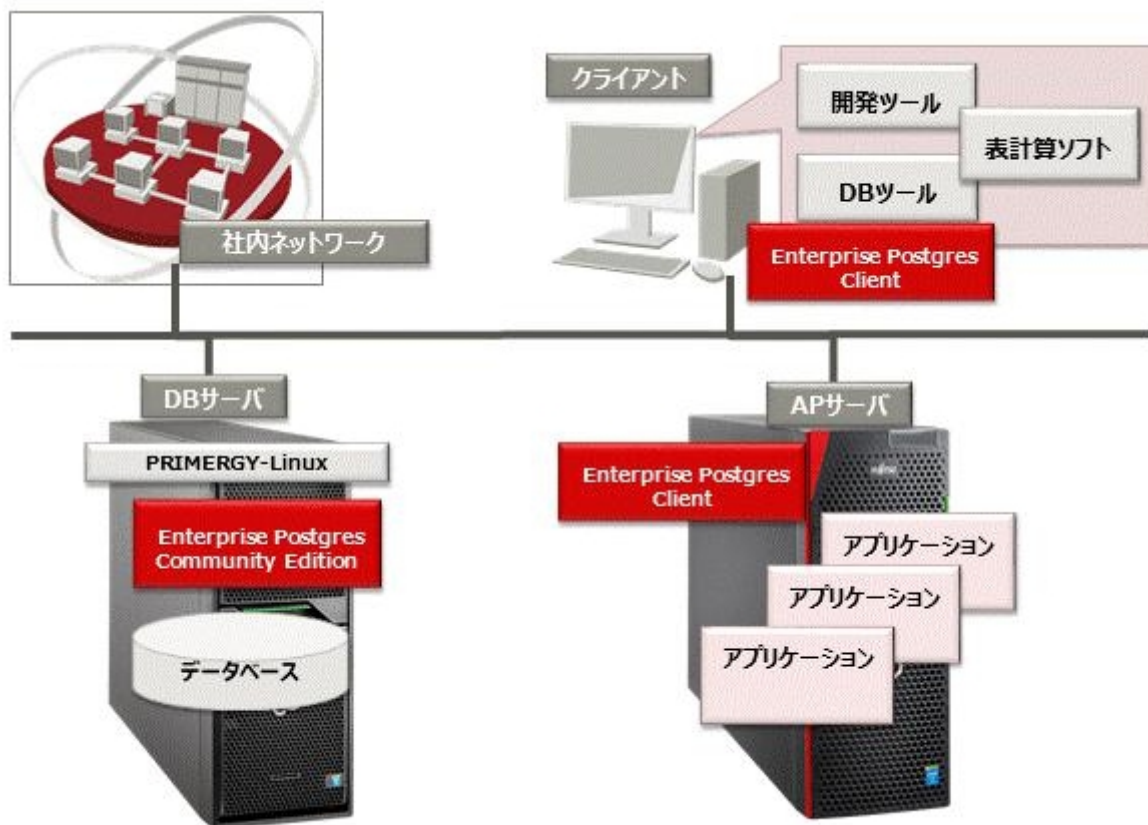 クライアント
開発ツール
表計算ソフト
DBツール
社内ネットワーク
Enterprise Postgres
Client
DBサーバ
APサーバ
PRIMERGY-Linux
Enterprise Postgres
Client
Enterprise Postgres
Community Edition
アプリケーション
アプリケーション
アプリケーション
データベース
FUJITSU